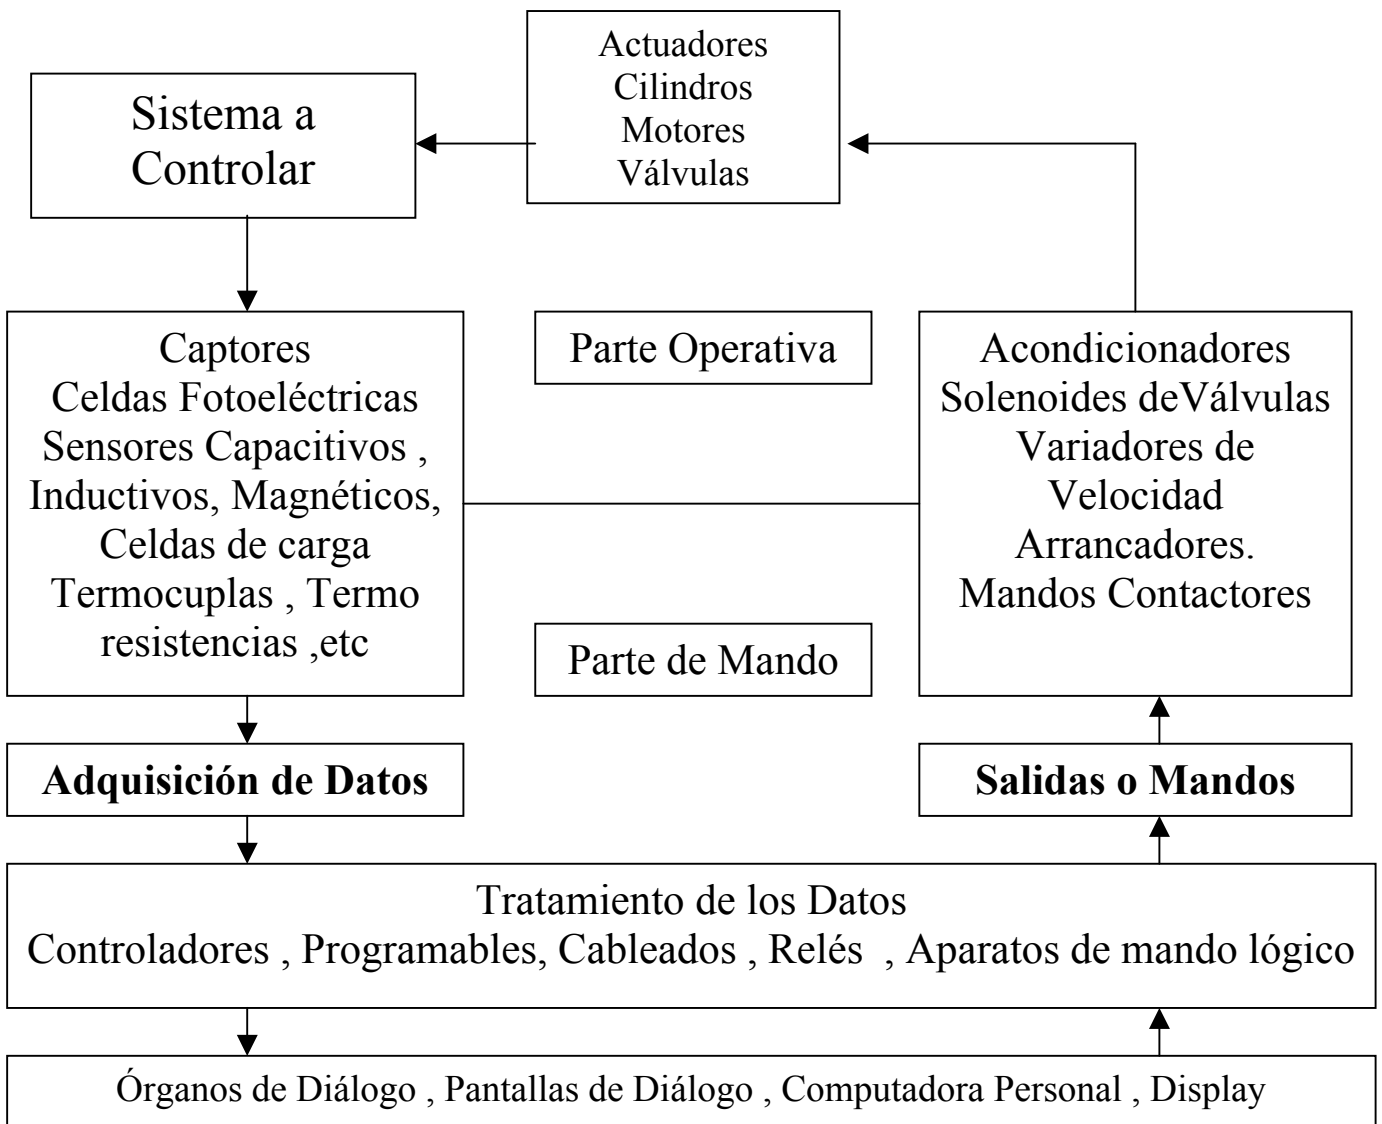 Actuadores
Cilindros
Motores
Válvulas
Sistema a
Controlar
Captores
Celdas Fotoeléctricas
Sensores Capacitivos ,
Inductivos, Magnéticos,
Celdas de carga
Termocuplas , Termo
resistencias ,etc
Parte Operativa
Parte de Mando
Acondicionadores
Solenoides deVálvulas
Variadores de
Velocidad
Arrancadores.
Mandos Contactores
Adquisición de Datos
Salidas o Mandos
Tratamiento de los Datos
Controladores , Programables, Cableados , Relés , Aparatos de mando lógico
Órganos de Diálogo , Pantallas de Diálogo , Computadora Personal , Display